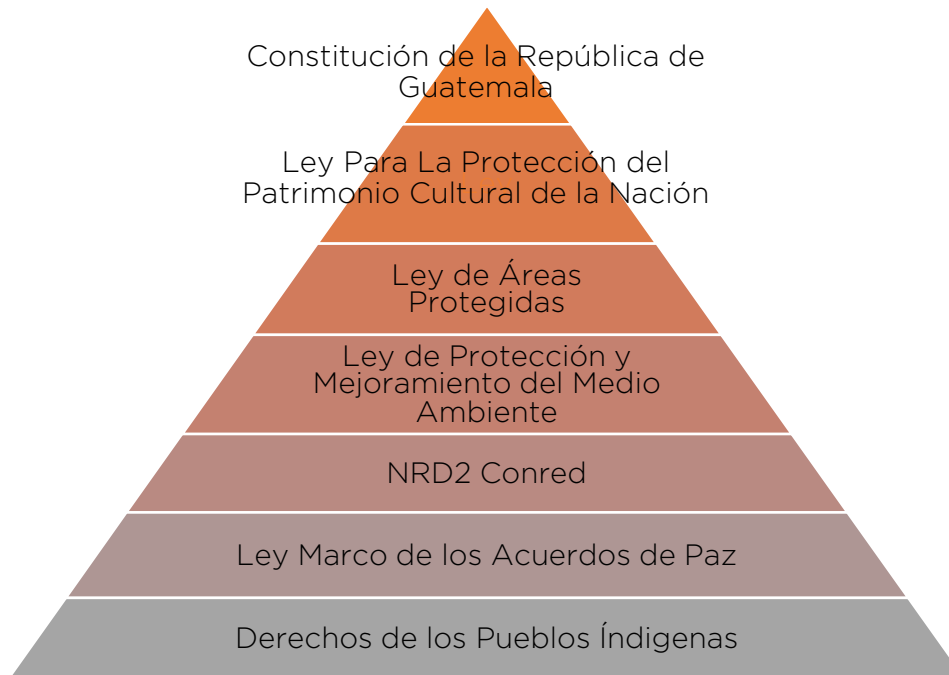 Constitución de la República de
Guatemala
Ley Para La Protección del
Patrimonio Cultural de la Nación
Ley de Áreas
Protegidas
Ley de Protección y
Mejoramiento del Medio
Ambiente
NRD2 Conred
Ley Marco de los Acuerdos de Paz
Derechos de los Pueblos Índigenas